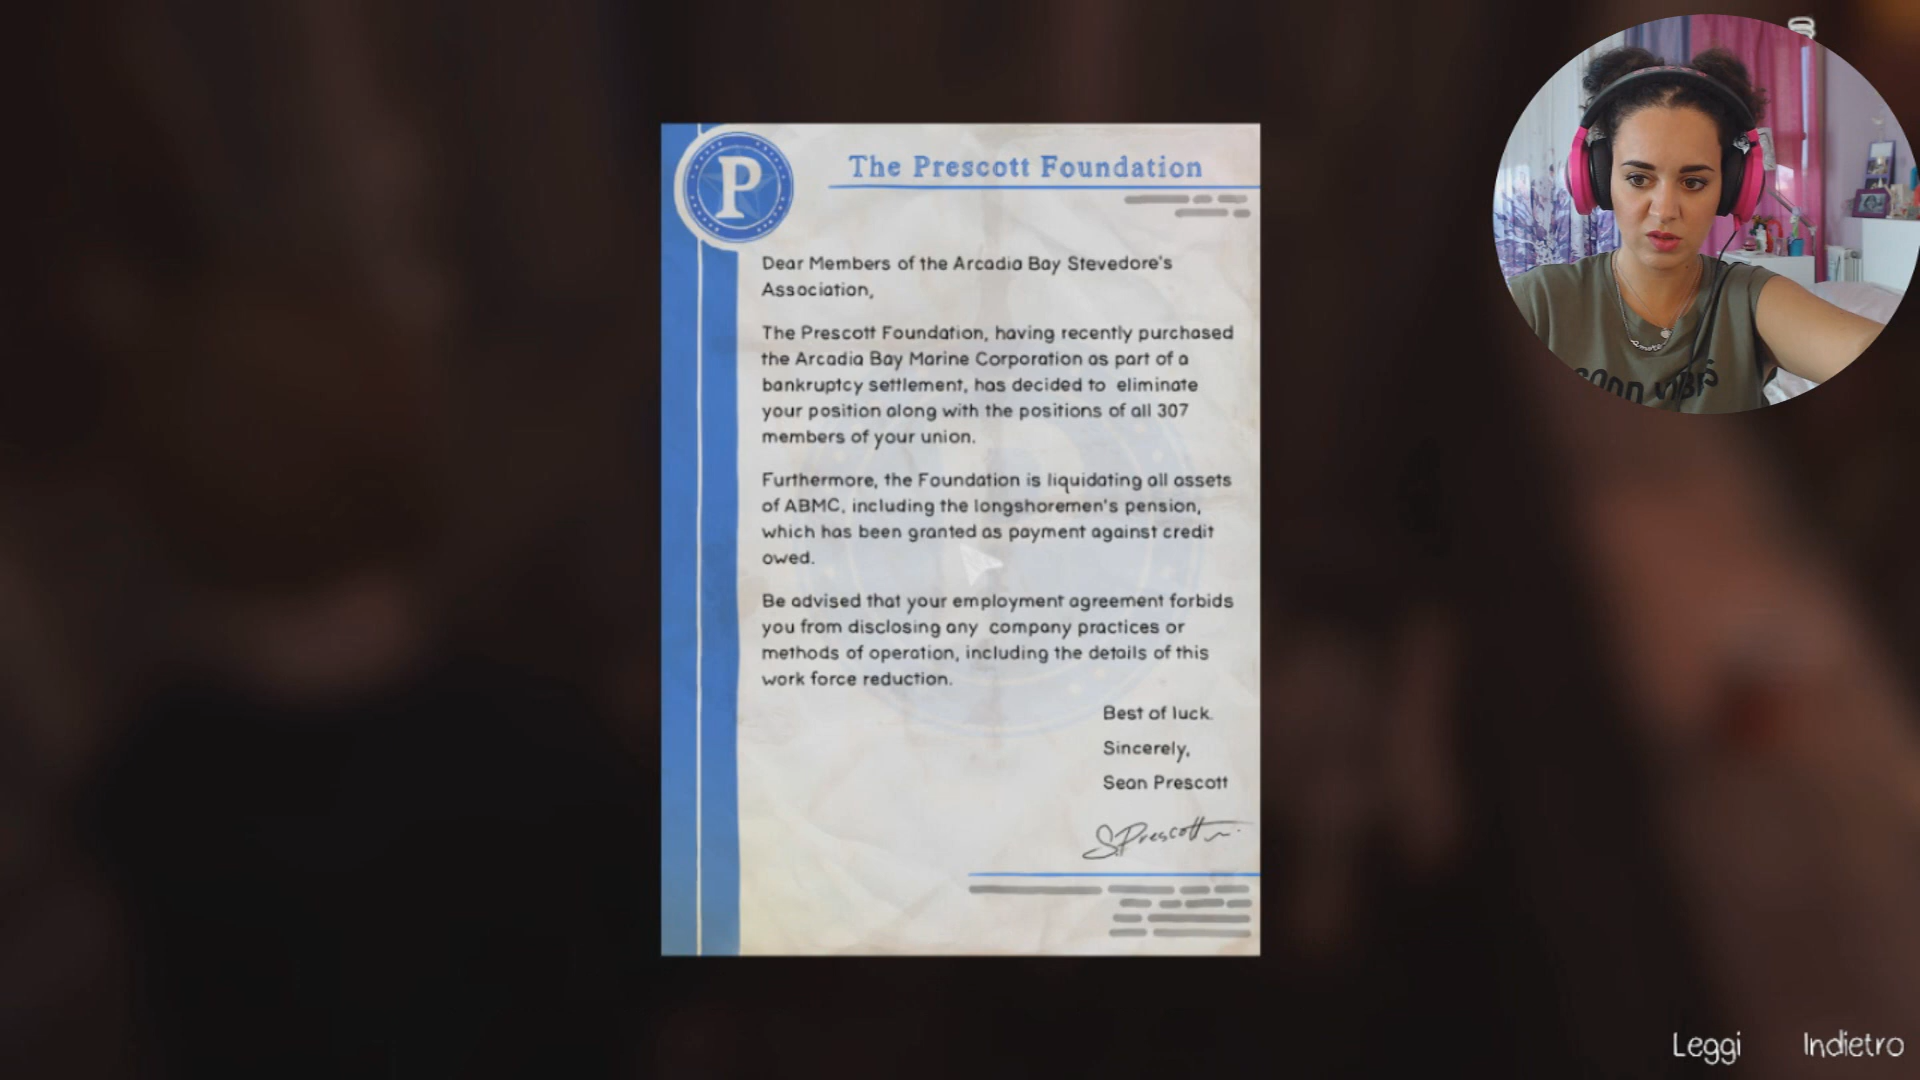 P
The Prescott Foundation
Dear Members of the Arcadia Bay Stevedore's
Association,
The Prescott Foundation, having recently purchased
the Arcadia Bay Marine Corporation as part of a
bankruptcy settlement, has decided to eliminate
your position along with the positions of all 307
members of your union.
Furthermore, the Foundation is liquidating all assets
of ABMC, including the longshoremen's pension,
which has been granted as payment against credit
owed.
Be advised that your employment agreement forbids
you from disclosing any company practices or
methods of operation, including the details of this
work force reduction.
Best of luck.
Sincerely,
Sean Prescott
S.Prescott
Leggi Indietro